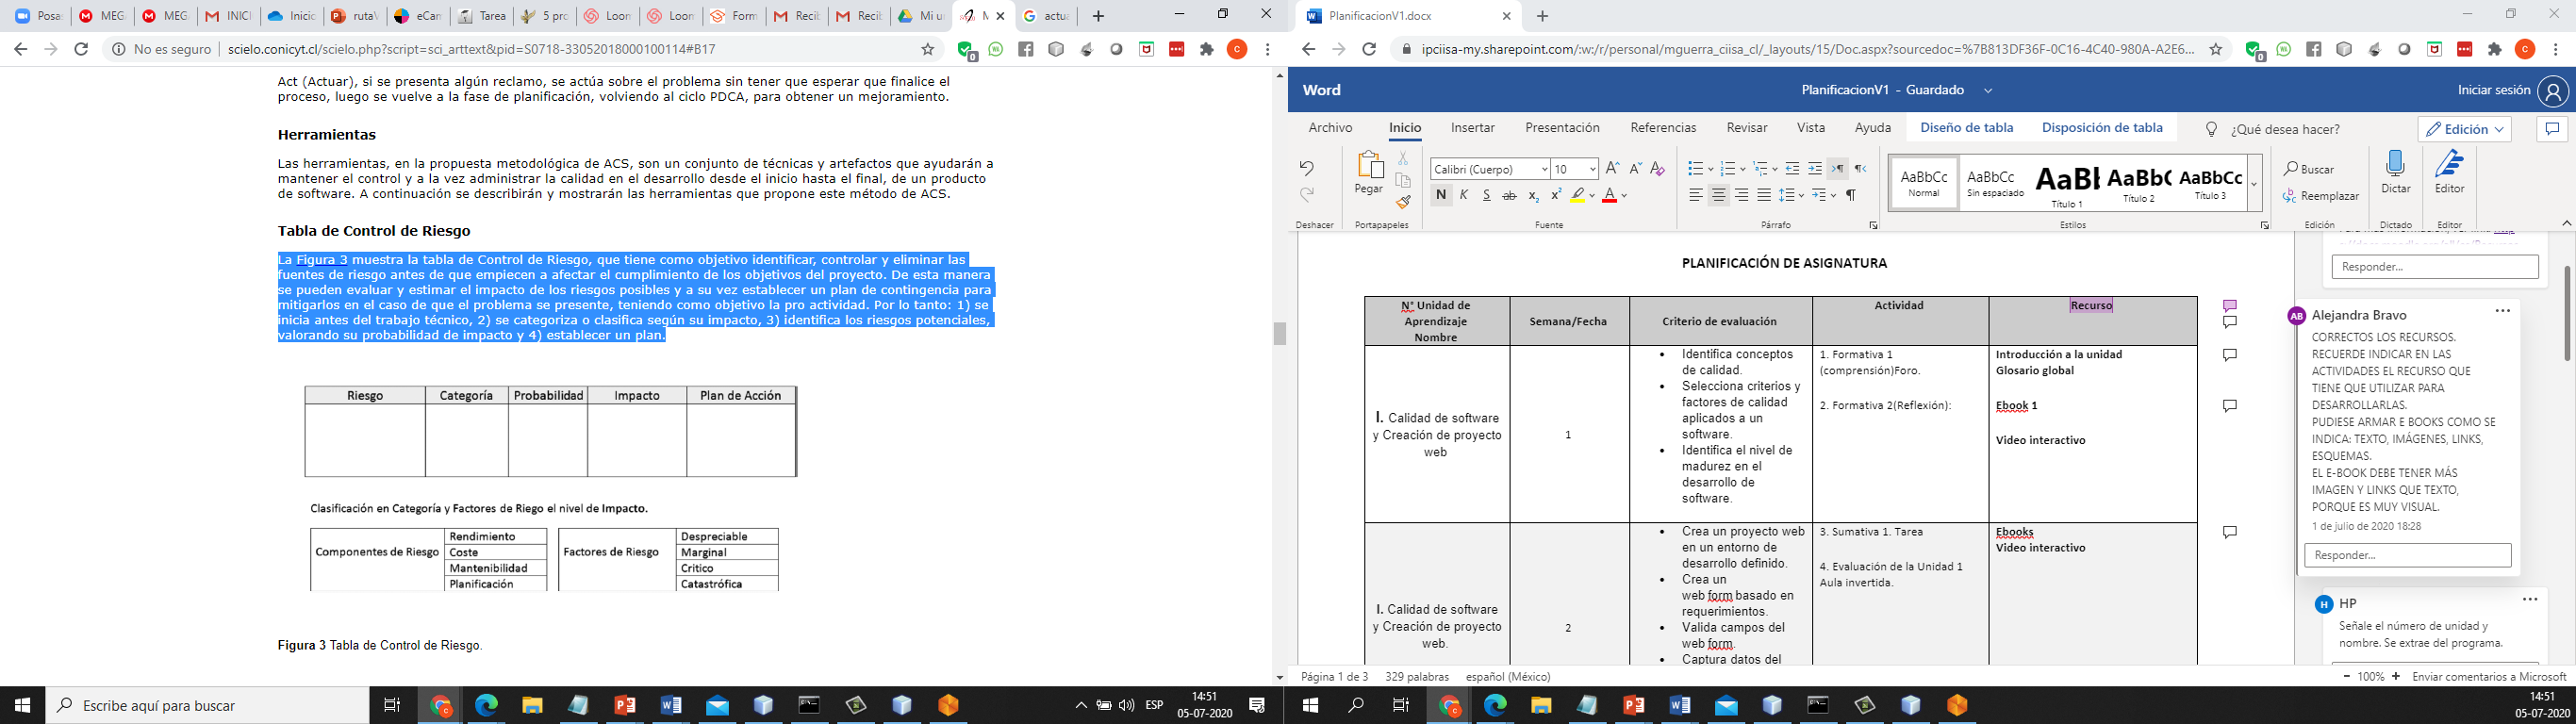 Posa
MEG
MEG
INICI
Inicio
rutaV
eCan
Tarea
5 pro
Loon
Loon
Form
Recib
Recib
Mi un
M
actua
No es seguro
scielo.conicyt.cl/scielo.php?script=sci_arttext&pid=S0718-33052018000100114#B17
Act (Actuar), si se presenta algún reclamo, se actúa sobre el problema sin tener que esperar que finalice el
proceso, luego se vuelve a la fase de planificación, volviendo al ciclo PDCA, para obtener un mejoramiento.
Herramientas
Las herramientas, en la propuesta metodológica de ACS, son un conjunto de técnicas y artefactos que ayudarán a
mantener el control y a la vez administrar la calidad en el desarrollo desde el inicio hasta el final, de un producto
de software. A continuación se describirán y mostrarán las herramientas que propone este método de ACS.
Tabla de Control de Riesgo
La Figura 3 muestra la tabla de Control de Riesgo, que tiene como objetivo identificar, controlar y eliminar las
fuentes de riesgo antes de que empiecen a afectar el cumplimiento de los objetivos del proyecto. De esta manera
se pueden evaluar y estimar el impacto de los riesgos posibles y a su vez establecer un plan de contingencia para
mitigarlos en el caso de que el problema se presente, teniendo como objetivo la pro actividad. Por lo tanto: 1) se
inicia antes del trabajo técnico, 2) se categoriza o clasifica según su impacto, 3) identifica los riesgos potenciales,
valorando su probabilidad de impacto y 4) establecer un plan.
Riesgo Categoría Probabilidad Impacto Plan de Acción
Clasificación en Categoría y Factores de Riego el nivel de Impacto.
Componentes de Riesgo
Rendimiento
Coste
Mantenibilidad
Planificación
Factores de Riesgo
Despreciable
Marginal
Critico
Catastrófica
Figura 3 Tabla de Control de Riesgo.
Escribe aquí para buscar
ESP
14:51
05-07-2020
PlanificacionV1.docx
ipciisa-my.sharepoint.com/:w:/r/personal/mguerra_ciisa_cl/_layouts/15/Doc.aspx?sourcedoc=%7B813DF36F-0C16-4C40-980A-A2E6...
Word
PlanificacionV1 - Guardado
Iniciar sesión
Archivo Inicio Insertar Presentación Referencias Revisar Vista Ayuda Diseño de tabla Disposición de tabla ¿Qué desea hacer? Edición
Pegar
Calibri (Cuerpo) 10
N K S ab x₂ x² A
AaBbCc
Normal
AaBbCc
Sin espaciado
AaBl
Título 1
AaBb(
Título 2
AaBbCc
Título 3
Buscar
Reemplazar
Dictar
Editor
Deshacer Portapapeles Fuente Párrafo Estilos Edición Dictado Editor
PLANIFICACIÓN DE ASIGNATURA
N° Unidad de
Aprendizaje
Nombre
Semana/Fecha
Criterio de evaluación
Actividad
Recurso
I. Calidad de software
y Creación de proyecto
web
1
• Identifica conceptos
de calidad.
• Selecciona criterios y
factores de calidad
aplicados a un
software.
• Identifica el nivel de
madurez en el
desarrollo de
software.
1. Formativa 1
(comprensión)Foro.
2. Formativa 2(Reflexión):
Introducción a la unidad
Glosario global
Ebook 1
Video interactivo
I. Calidad de software
y Creación de proyecto
web.
2
• Crea un proyecto web
en un entorno de
desarrollo definido.
• Crea un
web form basado en
requerimientos.
• Valida campos del
web form.
• Captura datos del
3. Sumativa 1. Tarea
4. Evaluación de la Unidad 1
Aula invertida.
Ebooks
Video interactivo
Responder...
AB Alejandra Bravo
CORRECTOS LOS RECURSOS.
RECUERDE INDICAR EN LAS
ACTIVIDADES EL RECURSO QUE
TIENE QUE UTILIZAR PARA
DESARROLLARLAS.
PUDIESE ARMAR E BOOKS COMO SE
INDICA: TEXTO, IMÁGENES, LINKS,
ESQUEMAS.
EL E-BOOK DEBE TENER MÁS
IMAGEN Y LINKS QUE TEXTO,
PORQUE ES MUY VISUAL.
1 de julio de 2020 18:28
Responder...
H HP
Señale el número de unidad y
nombre. Se extrae del programa.
Página 1 de 3 329 palabras español (México)
- 100% + Enviar comentarios a Microsoft
14:51
05-07-2020